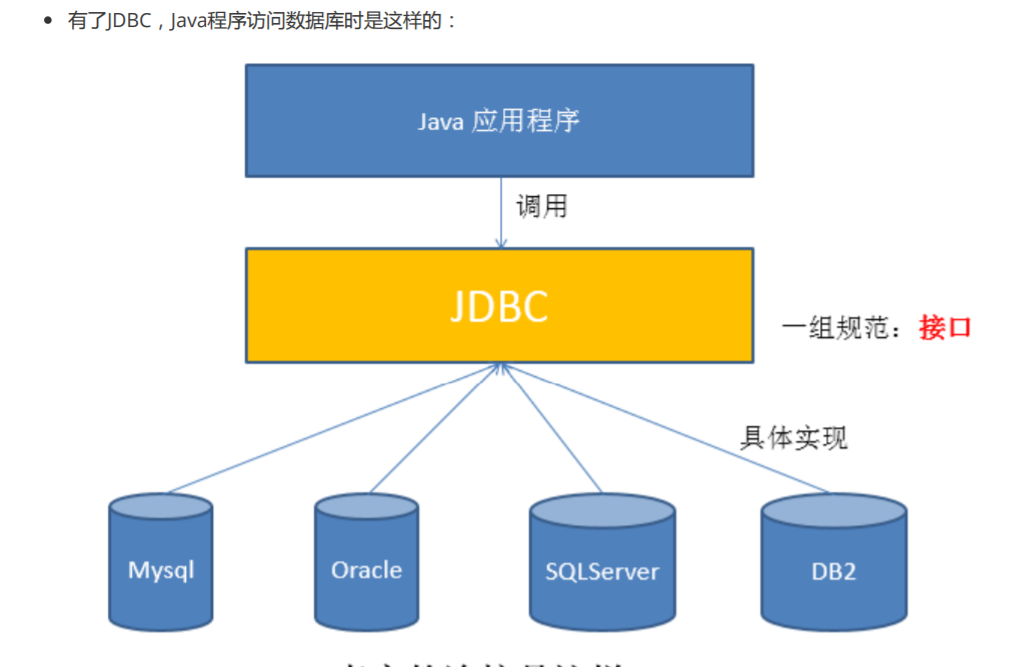 有了JDBC，Java程序访问数据库时是这样的：
Java 应用程序
调用
JDBC
一组规范：接口
具体实现
Mysql
Oracle
SQLServer
DB2